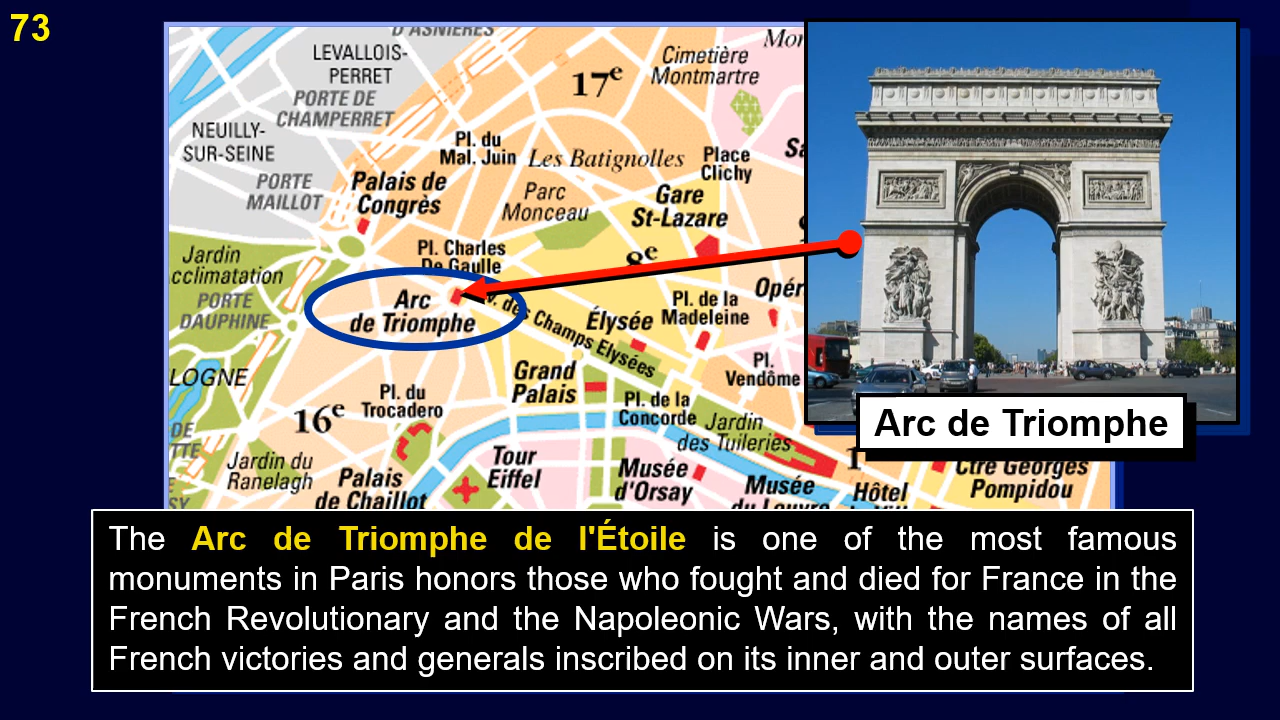 73
D'ASNIÈRES
LEVALLOIS-
PERRET
PORTE DE
CHAMPERRET
17e
Cimetière
Montmartre
NEUILLY-
SUR-SEINE
Pl. du
Mal. Juin
Les Batignolles
Place
Clichy
PORTE
MAILLOT
Palais de
Congrès
Parc
Monceau
Gare
St-Lazare
Jardin
cclimatation
Pl. Charles
De Gaulle
8e
PORTE
DAUPHINE
Arc
de Triomphe
v. des Champs Elysées
Élysée
Pl. de la
Madeleine
Opér
LOGNE
Grand
Palais
Pl.
Vendôme
16e
Pl. du
Trocadero
Pl. de la
Concorde
Jardin
des Tuileries
Arc de Triomphe
DE
Jardin du
Ranelagh
Palais
de Chaillot
Tour
Eiffel
Musée
d'Orsay
Musée
du Louvre
Hôtel
Ctre Georges
Pompidou
The Arc de Triomphe de l'Étoile is one of the most famous
monuments in Paris honors those who fought and died for France in the
French Revolutionary and the Napoleonic Wars, with the names of all
French victories and generals inscribed on its inner and outer surfaces.